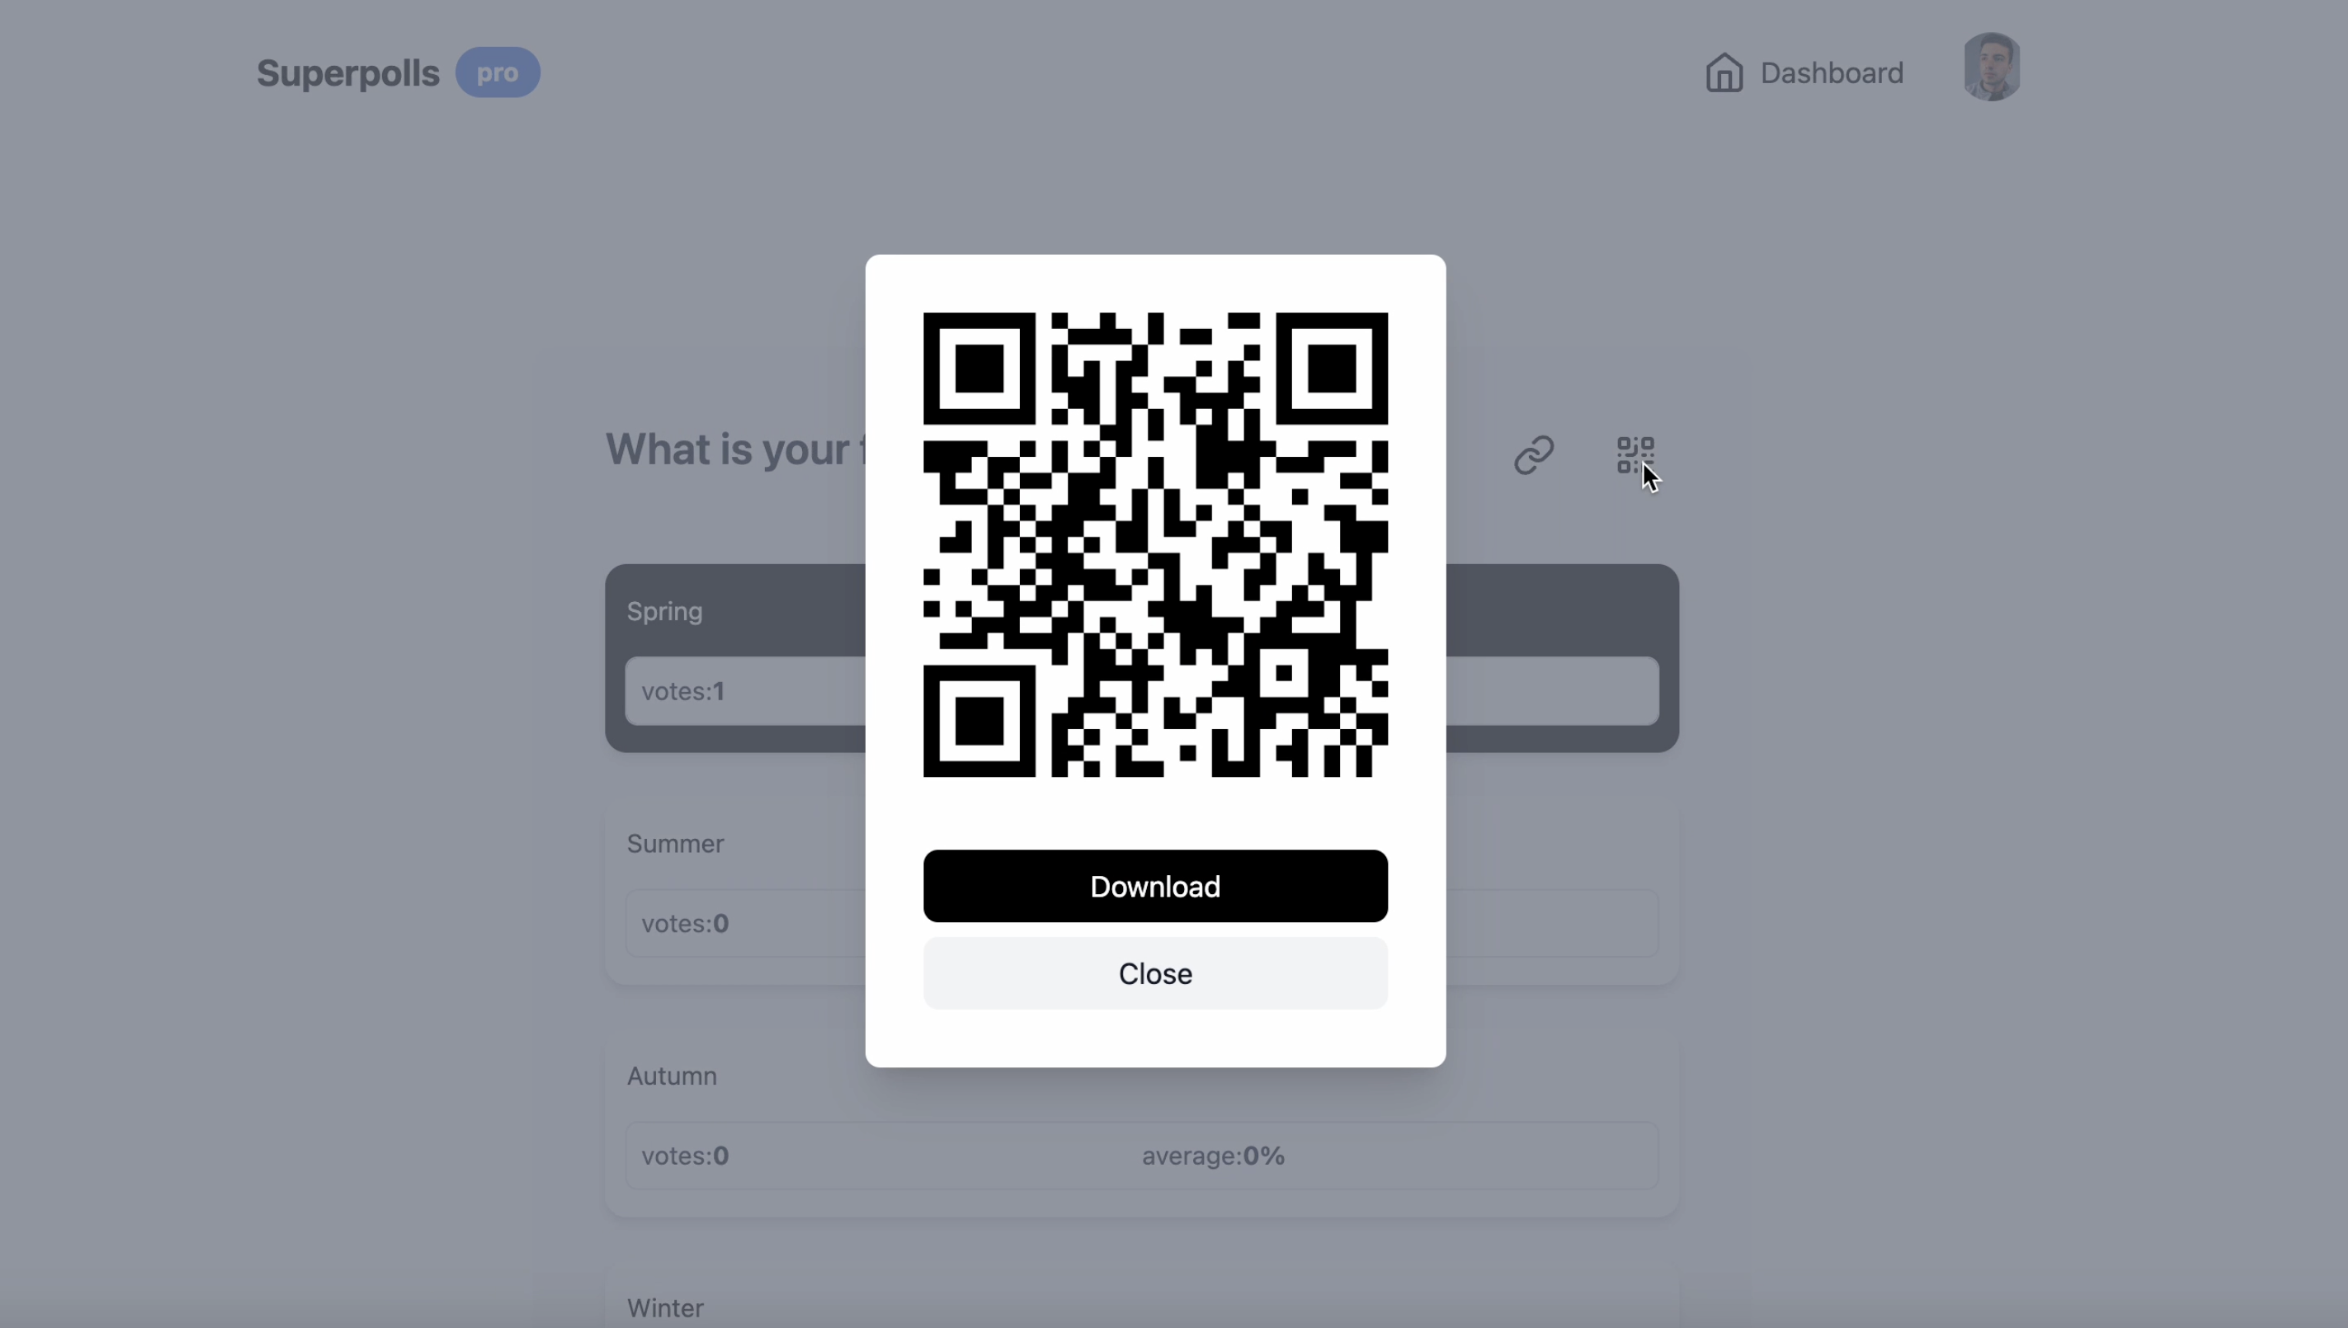 Superpolls pro
Dashboard
What is your
Spring
votes:1
Summer
votes:0
Autumn
votes:0 average:0%
Winter
Download
Close